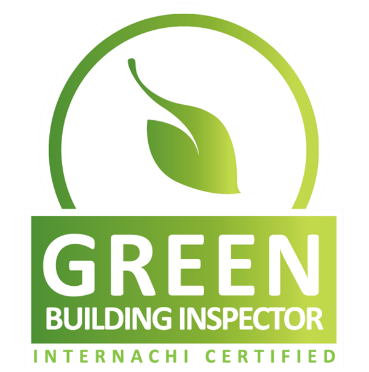 GREEN
BUILDING INSPECTOR
INTERNACHI CERTIFIED